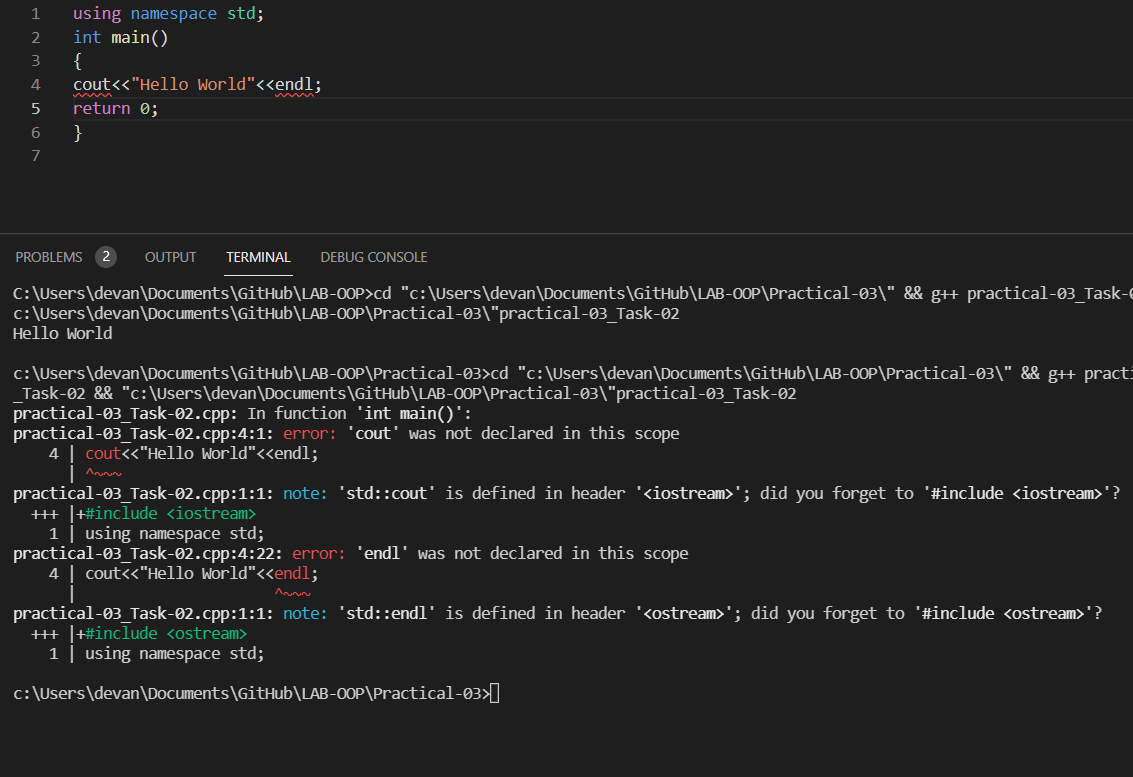 1 using namespace std;
2 int main()
3 {
4 cout<<"Hello World"<<endl;
5 return 0;
6 }
7
PROBLEMS 2 OUTPUT TERMINAL DEBUG CONSOLE
C:\Users\devan\Documents\GitHub\LAB-OOP>cd "c:\Users\devan\Documents\GitHub\LAB-OOP\Practical-03\" && g++ practical-03_Task-0
c:\Users\devan\Documents\GitHub\LAB-OOP\Practical-03\"practical-03_Task-02
Hello World
c:\Users\devan\Documents\GitHub\LAB-OOP\Practical-03>cd "c:\Users\devan\Documents\GitHub\LAB-OOP\Practical-03\" && g++ practi
_Task-02 && "c:\Users\devan\Documents\GitHub\LAB-OOP\Practical-03\"practical-03_Task-02
practical-03_Task-02.cpp: In function 'int main()':
practical-03_Task-02.cpp:4:1: error: 'cout' was not declared in this scope
4 | cout<<"Hello World"<<endl;
| ^~~~
practical-03_Task-02.cpp:1:1: note: 'std::cout' is defined in header '<iostream>'; did you forget to '#include <iostream>'?
+++ |+#include <iostream>
1 | using namespace std;
practical-03_Task-02.cpp:4:22: error: 'endl' was not declared in this scope
4 | cout<<"Hello World"<<endl;
| ^~~~
practical-03_Task-02.cpp:1:1: note: 'std::endl' is defined in header '<ostream>'; did you forget to '#include <ostream>'?
+++ |+#include <ostream>
1 | using namespace std;
c:\Users\devan\Documents\GitHub\LAB-OOP\Practical-03>